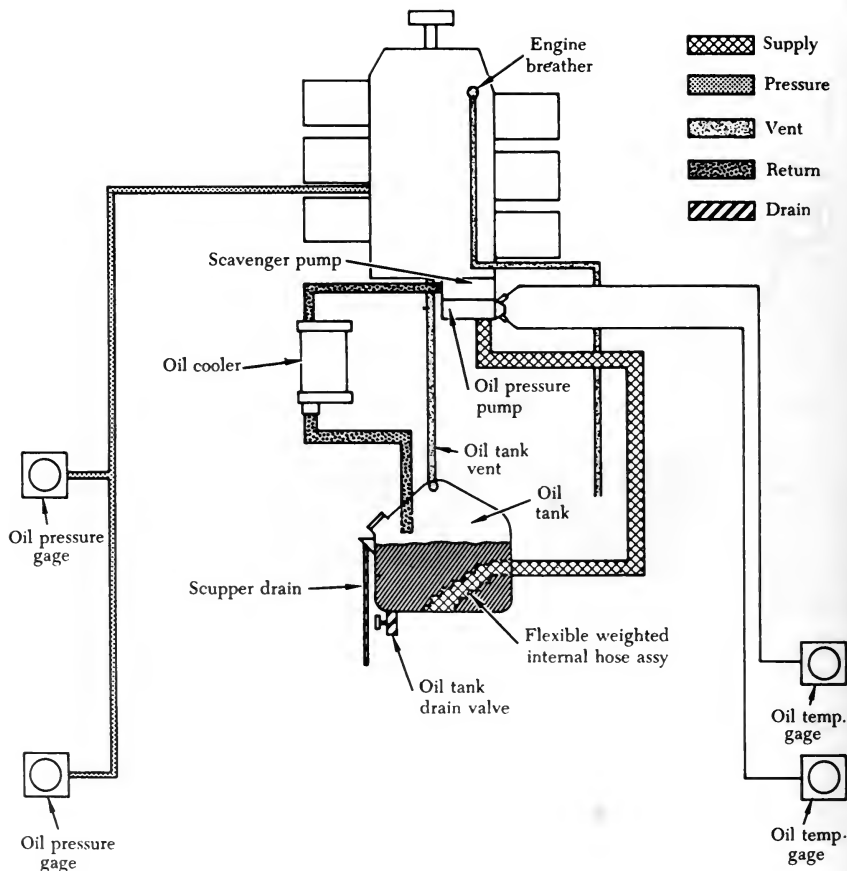 Engine
breather
Supply
Pressure
Vent
Return
Drain
Scavenger pump
Oil cooler
Oil pressure
pump
Oil tank
vent
Oil
tank
Oil pressure
gage
Scupper drain
Flexible weighted
internal hose assy
Oil tank
drain valve
Oil temp.
gage
Oil pressure
gage
Oil temp.
gage